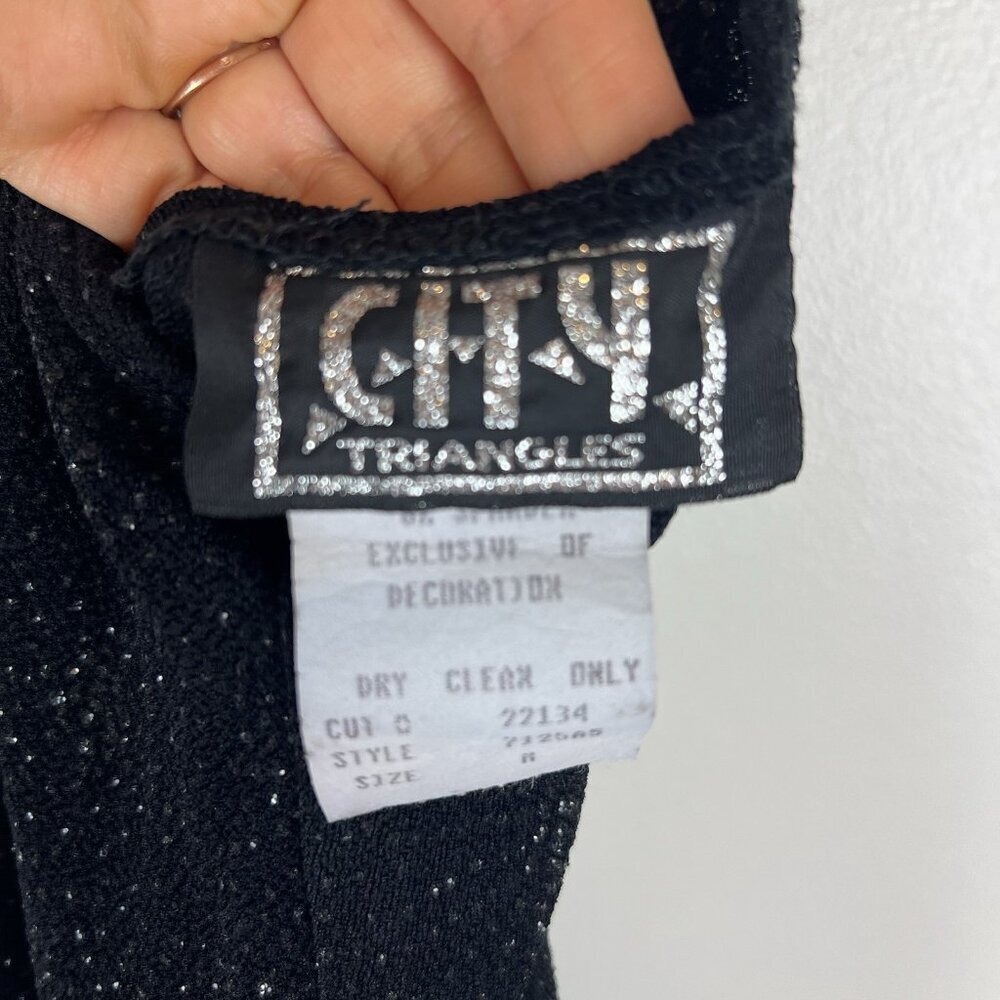 CITY
TRIANGLES
EXCLUSIVE OF
DECORATION
DRY CLEAN ONLY
CUT # 22134
STYLE
SIZE M